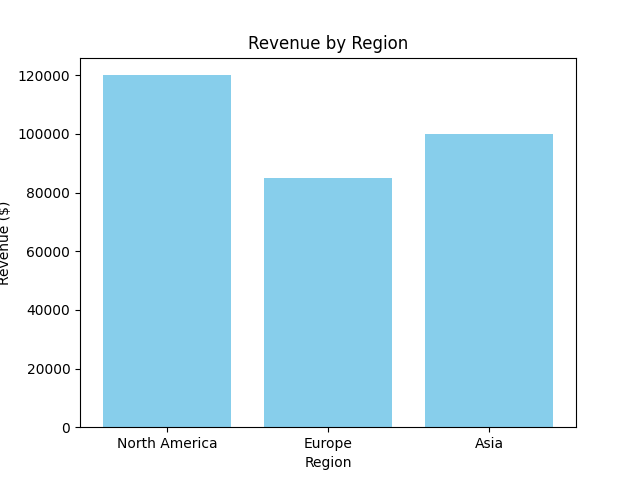 Revenue by Region
Revenue ($)
120000
100000
80000
60000
40000
20000
0
North America
Europe
Asia
Region